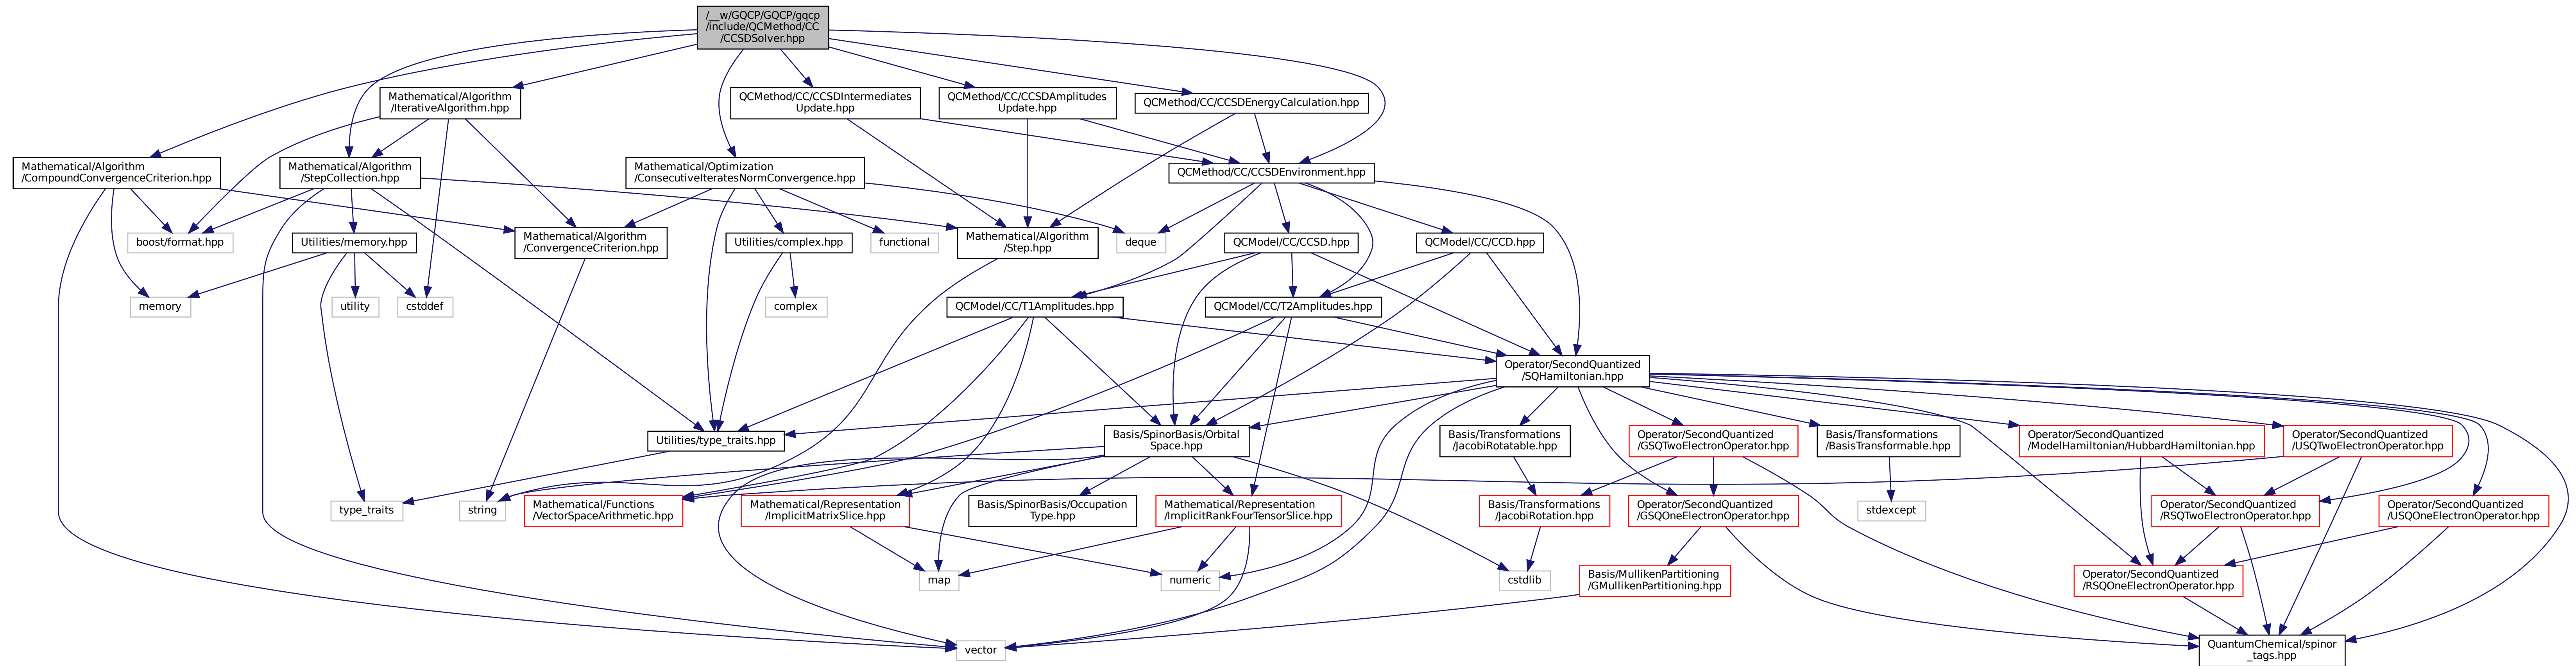 /__w/GQCP/GQCP/gqcp
/include/QCMethod/CC
/CCSDSolver.hpp
Mathematical/Algorithm
/IterativeAlgorithm.hpp
QCMethod/CC/CCSDIntermediates
Update.hpp
QCMethod/CC/CCSDAmplitudes
Update.hpp
QCMethod/CC/CCSDEnergyCalculation.hpp
Mathematical/Algorithm
/CompoundConvergenceCriterion.hpp
Mathematical/Algorithm
/StepCollection.hpp
Mathematical/Optimization
/ConsecutiveIteratesNormConvergence.hpp
QCMethod/CC/CCSDEnvironment.hpp
boost/format.hpp
Utilities/memory.hpp
Mathematical/Algorithm
/ConvergenceCriterion.hpp
Utilities/complex.hpp
functional
Mathematical/Algorithm
/Step.hpp
deque
QCModel/CC/CCSD.hpp
QCModel/CC/CCD.hpp
memory
utility
cstddef
complex
QCModel/CC/T1Amplitudes.hpp
QCModel/CC/T2Amplitudes.hpp
Operator/SecondQuantized
/SQHamiltonian.hpp
Utilities/type_traits.hpp
Basis/SpinorBasis/Orbital
Space.hpp
Basis/Transformations
/JacobiRotatable.hpp
Operator/SecondQuantized
/GSQTwoElectronOperator.hpp
Basis/Transformations
/BasisTransformable.hpp
Operator/SecondQuantized
/ModelHamiltonian/HubbardHamiltonian.hpp
Operator/SecondQuantized
/USQTwoElectronOperator.hpp
type_traits
string
Mathematical/Functions
/VectorSpaceArithmetic.hpp
Mathematical/Representation
/ImplicitMatrixSlice.hpp
Basis/SpinorBasis/Occupation
Type.hpp
Mathematical/Representation
/ImplicitRankFourTensorSlice.hpp
Basis/Transformations
/JacobiRotation.hpp
Operator/SecondQuantized
/GSQOneElectronOperator.hpp
stdexcept
Operator/SecondQuantized
/RSQTwoElectronOperator.hpp
Operator/SecondQuantized
/USQOneElectronOperator.hpp
map
numeric
cstdlib
Basis/MullikenPartitioning
/GMullikenPartitioning.hpp
Operator/SecondQuantized
/RSQOneElectronOperator.hpp
vector
QuantumChemical/spinor
_tags.hpp